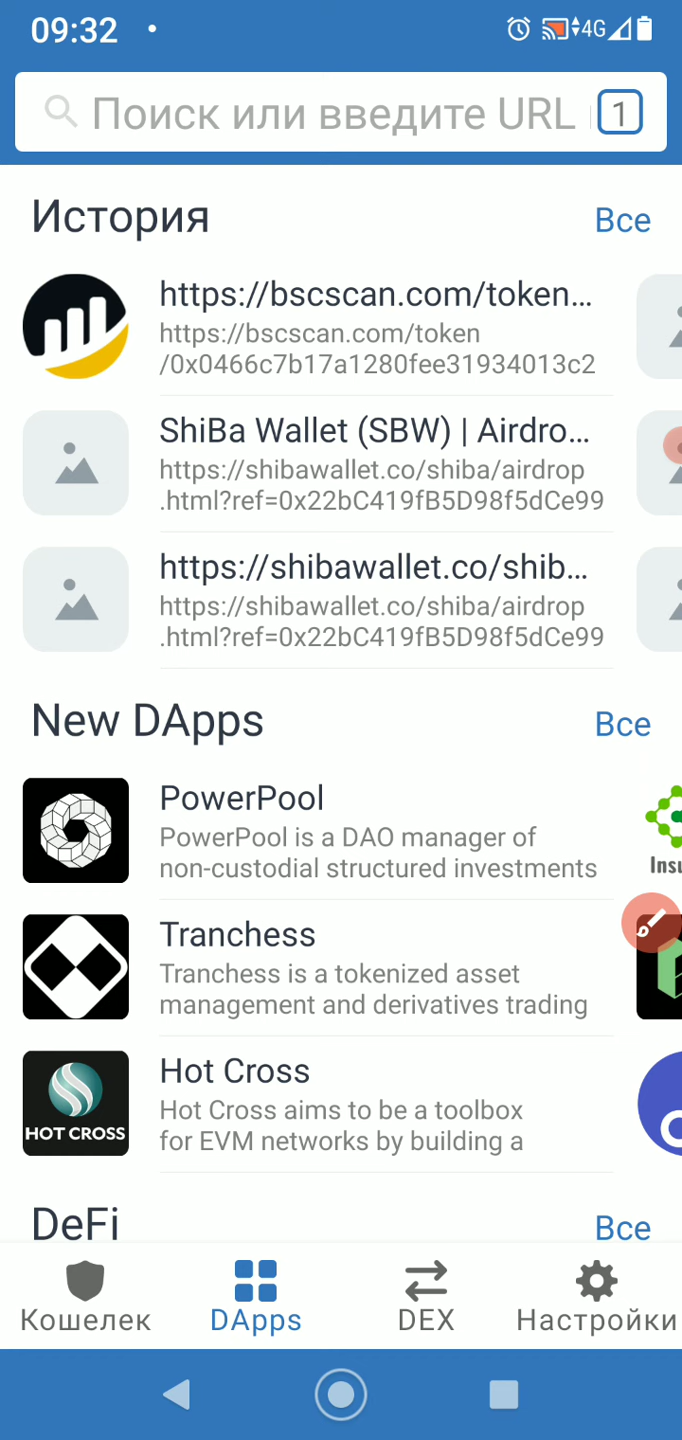 09:32
4G
Поиск или введите URL
1
История
Все
https://bscscan.com/token...
https://bscscan.com/token
/0x0466c7b17a1280fee31934013c2
ShiBa Wallet (SBW) | Airdro...
https://shibawallet.co/shiba/airdrop
.html?ref=0x22bC419fB5D98f5dCe99
https://shibawallet.co/shib...
https://shibawallet.co/shiba/airdrop
.html?ref=0x22bC419fB5D98f5dCe99
New DApps
Все
PowerPool
PowerPool is a DAO manager of
non-custodial structured investments
Insu
Tranchess
Tranchess is a tokenized asset
management and derivatives trading
HOT CROSS
Hot Cross
Hot Cross aims to be a toolbox
for EVM networks by building a
DeFi
Все
Кошелек
DApps
DEX
Настройки